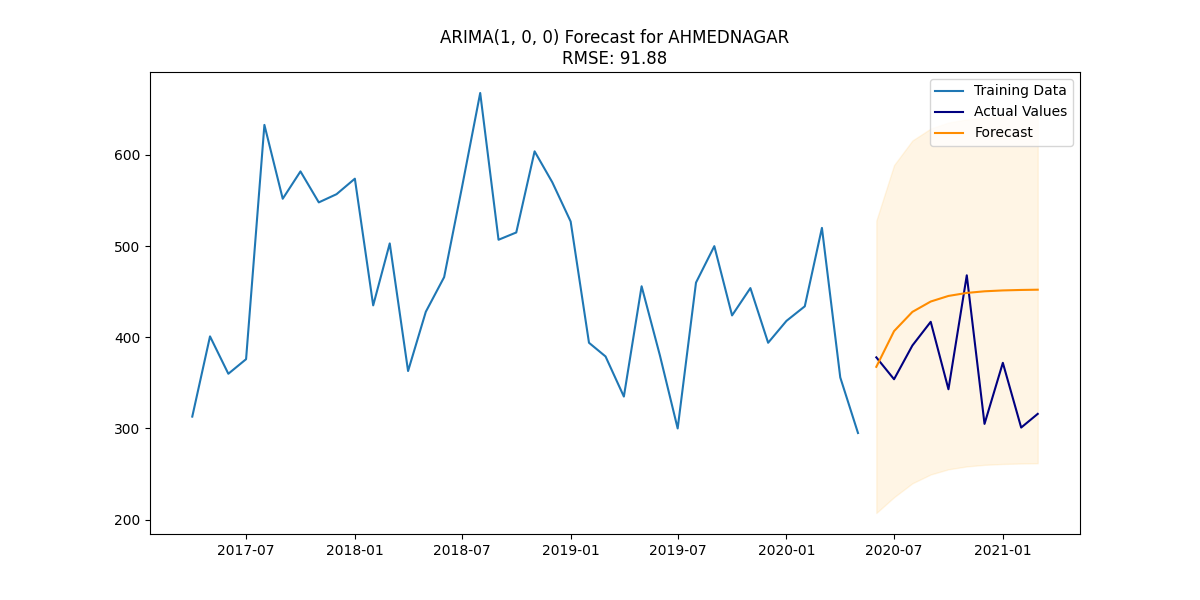 ARIMA(1, 0, 0) Forecast for AHMEDNAGAR
RMSE: 91.88
Training Data
Actual Values
Forecast
600
500
400
300
200
2017-07 2018-01 2018-07 2019-01 2019-07 2020-01 2020-07 2021-01